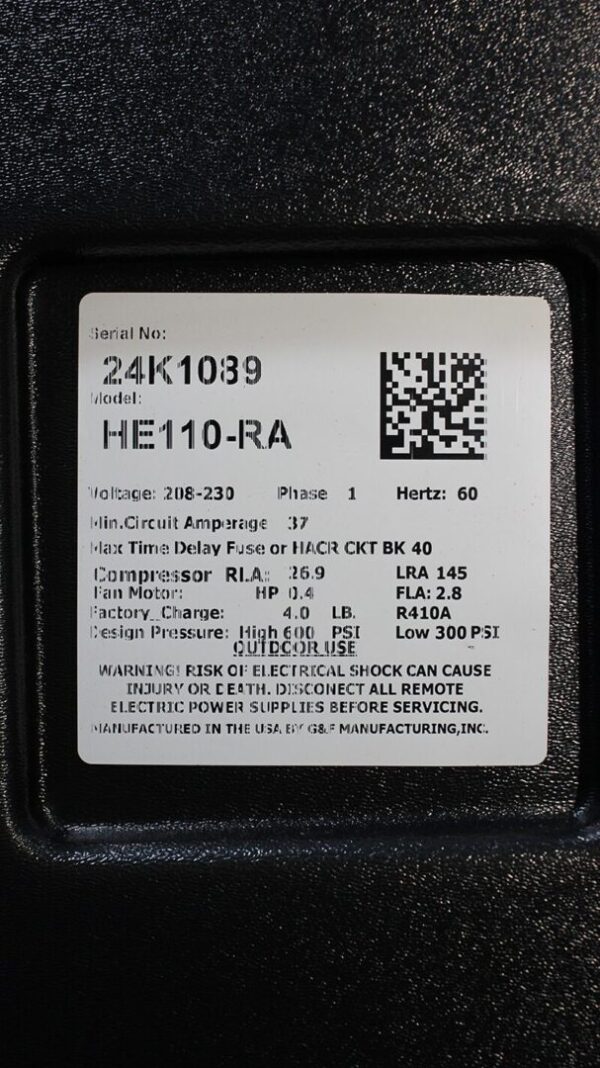 Serial No:
24K1089
Model:
HE110-RA
Voltage: 208-230 Phase 1 Hertz: 60
Min.Circuit Amperage 37
Max Time Delay Fuse or HACR CKT BK 40
Compressor RLA: 26.9 LRA 145
Fan Motor: HP 0.4 FLA: 2.8
Factory_Charge: 4.0 LB. R410A
Design Pressure: High 600 PSI Low 300 PSI
OUTDOOR USE
WARNING! RISK OF ELECTRICAL SHOCK CAN CAUSE
INJURY OR DEATH. DISCONECT ALL REMOTE
ELECTRIC POWER SUPPLIES BEFORE SERVICING.
MANUFACTURED IN THE USA BY G&F MANUFACTURING,INC.